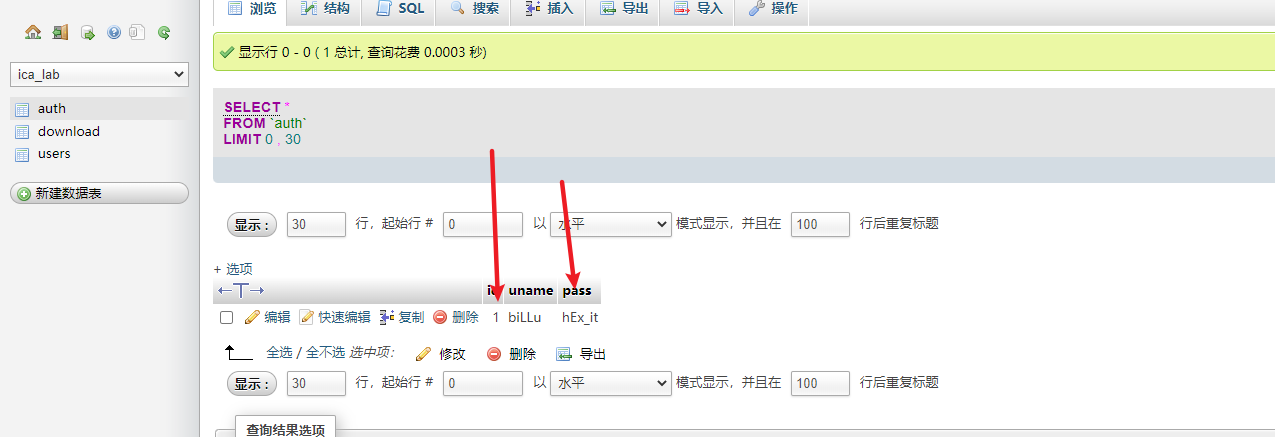 浏览 结构 SQL 搜索 插入 导出 导入 操作
ica_lab
auth
download
users
新建数据表
显示行 0 - 0 ( 1 总计, 查询花费 0.0003 秒)
SELECT *
FROM `auth`
LIMIT 0 , 30
显示 : 30 行，起始行 # 0 以 水平 模式显示，并且在 100 行后重复标题
+ 选项
←T→ uname pass
编辑 快速编辑 复制 删除 1 biLLu hEx_it
全选 / 全不选 选中项： 修改 删除 导出
显示 : 30 行，起始行 # 0 以 水平 模式显示，并且在 100 行后重复标题
查询结果选项